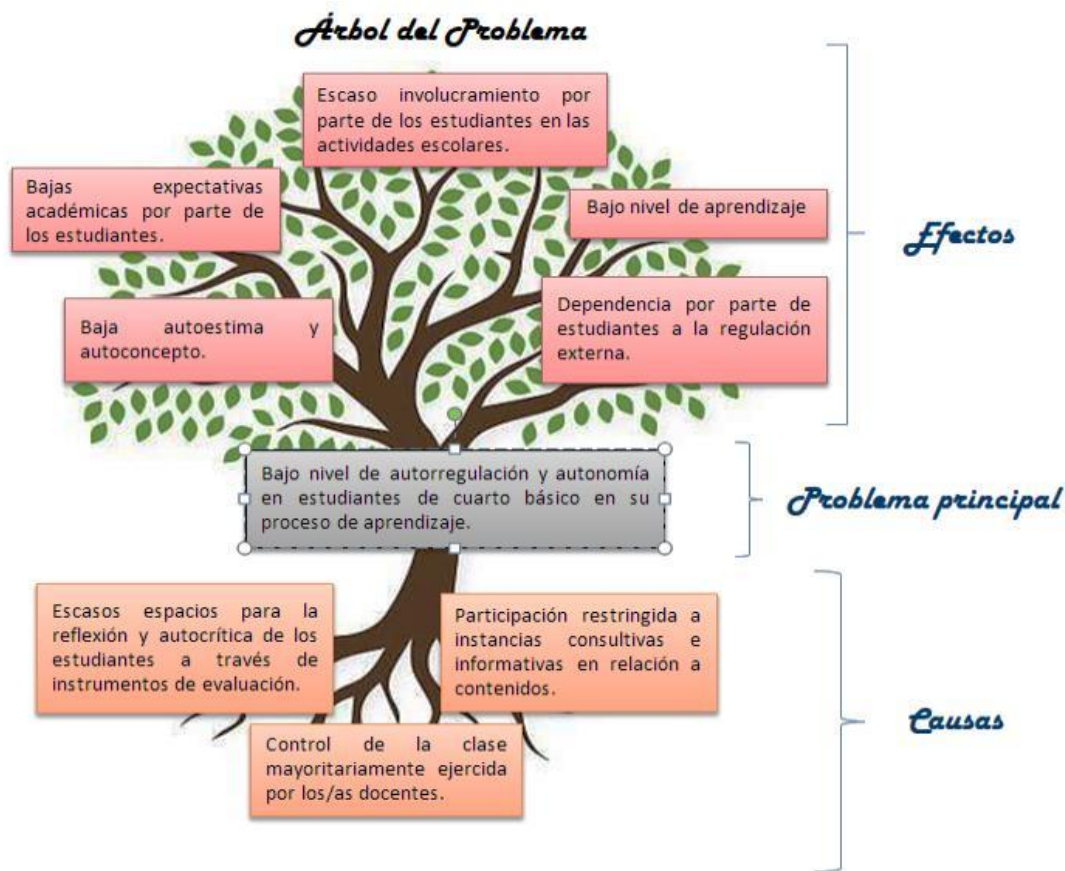 Árbol del Problema
Escaso involucramiento por
parte de los estudiantes en las
actividades escolares.
Bajas expectativas
académicas por parte de
los estudiantes.
Bajo nivel de aprendizaje
Efectos
Baja autoestima y
autoconcepto.
Dependencia por parte de
estudiantes a la regulación
externa.
Bajo nivel de autorregulación y autonomía
en estudiantes de cuarto básico en su
proceso de aprendizaje.
Problema principal
Escasos espacios para la
reflexión y autocrítica de los
estudiantes a través de
instrumentos de evaluación.
Participación restringida a
instancias consultivas e
informativas en relación a
contenidos.
Causas
Control de la clase
mayoritariamente ejercida
por los/as docentes.